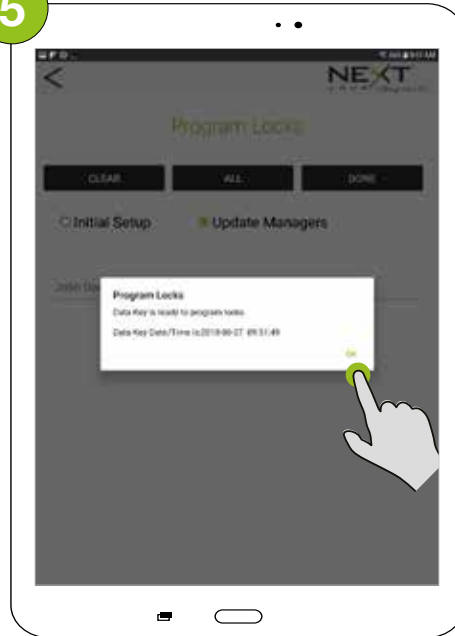 5
NEXT
Program Locks
CLEAR ALL DONE
Initial Setup Update Managers
John
Program Locks
Data Key is ready to program locks
Data Key Date/Time is:2018-06-27 09:51:49
OK